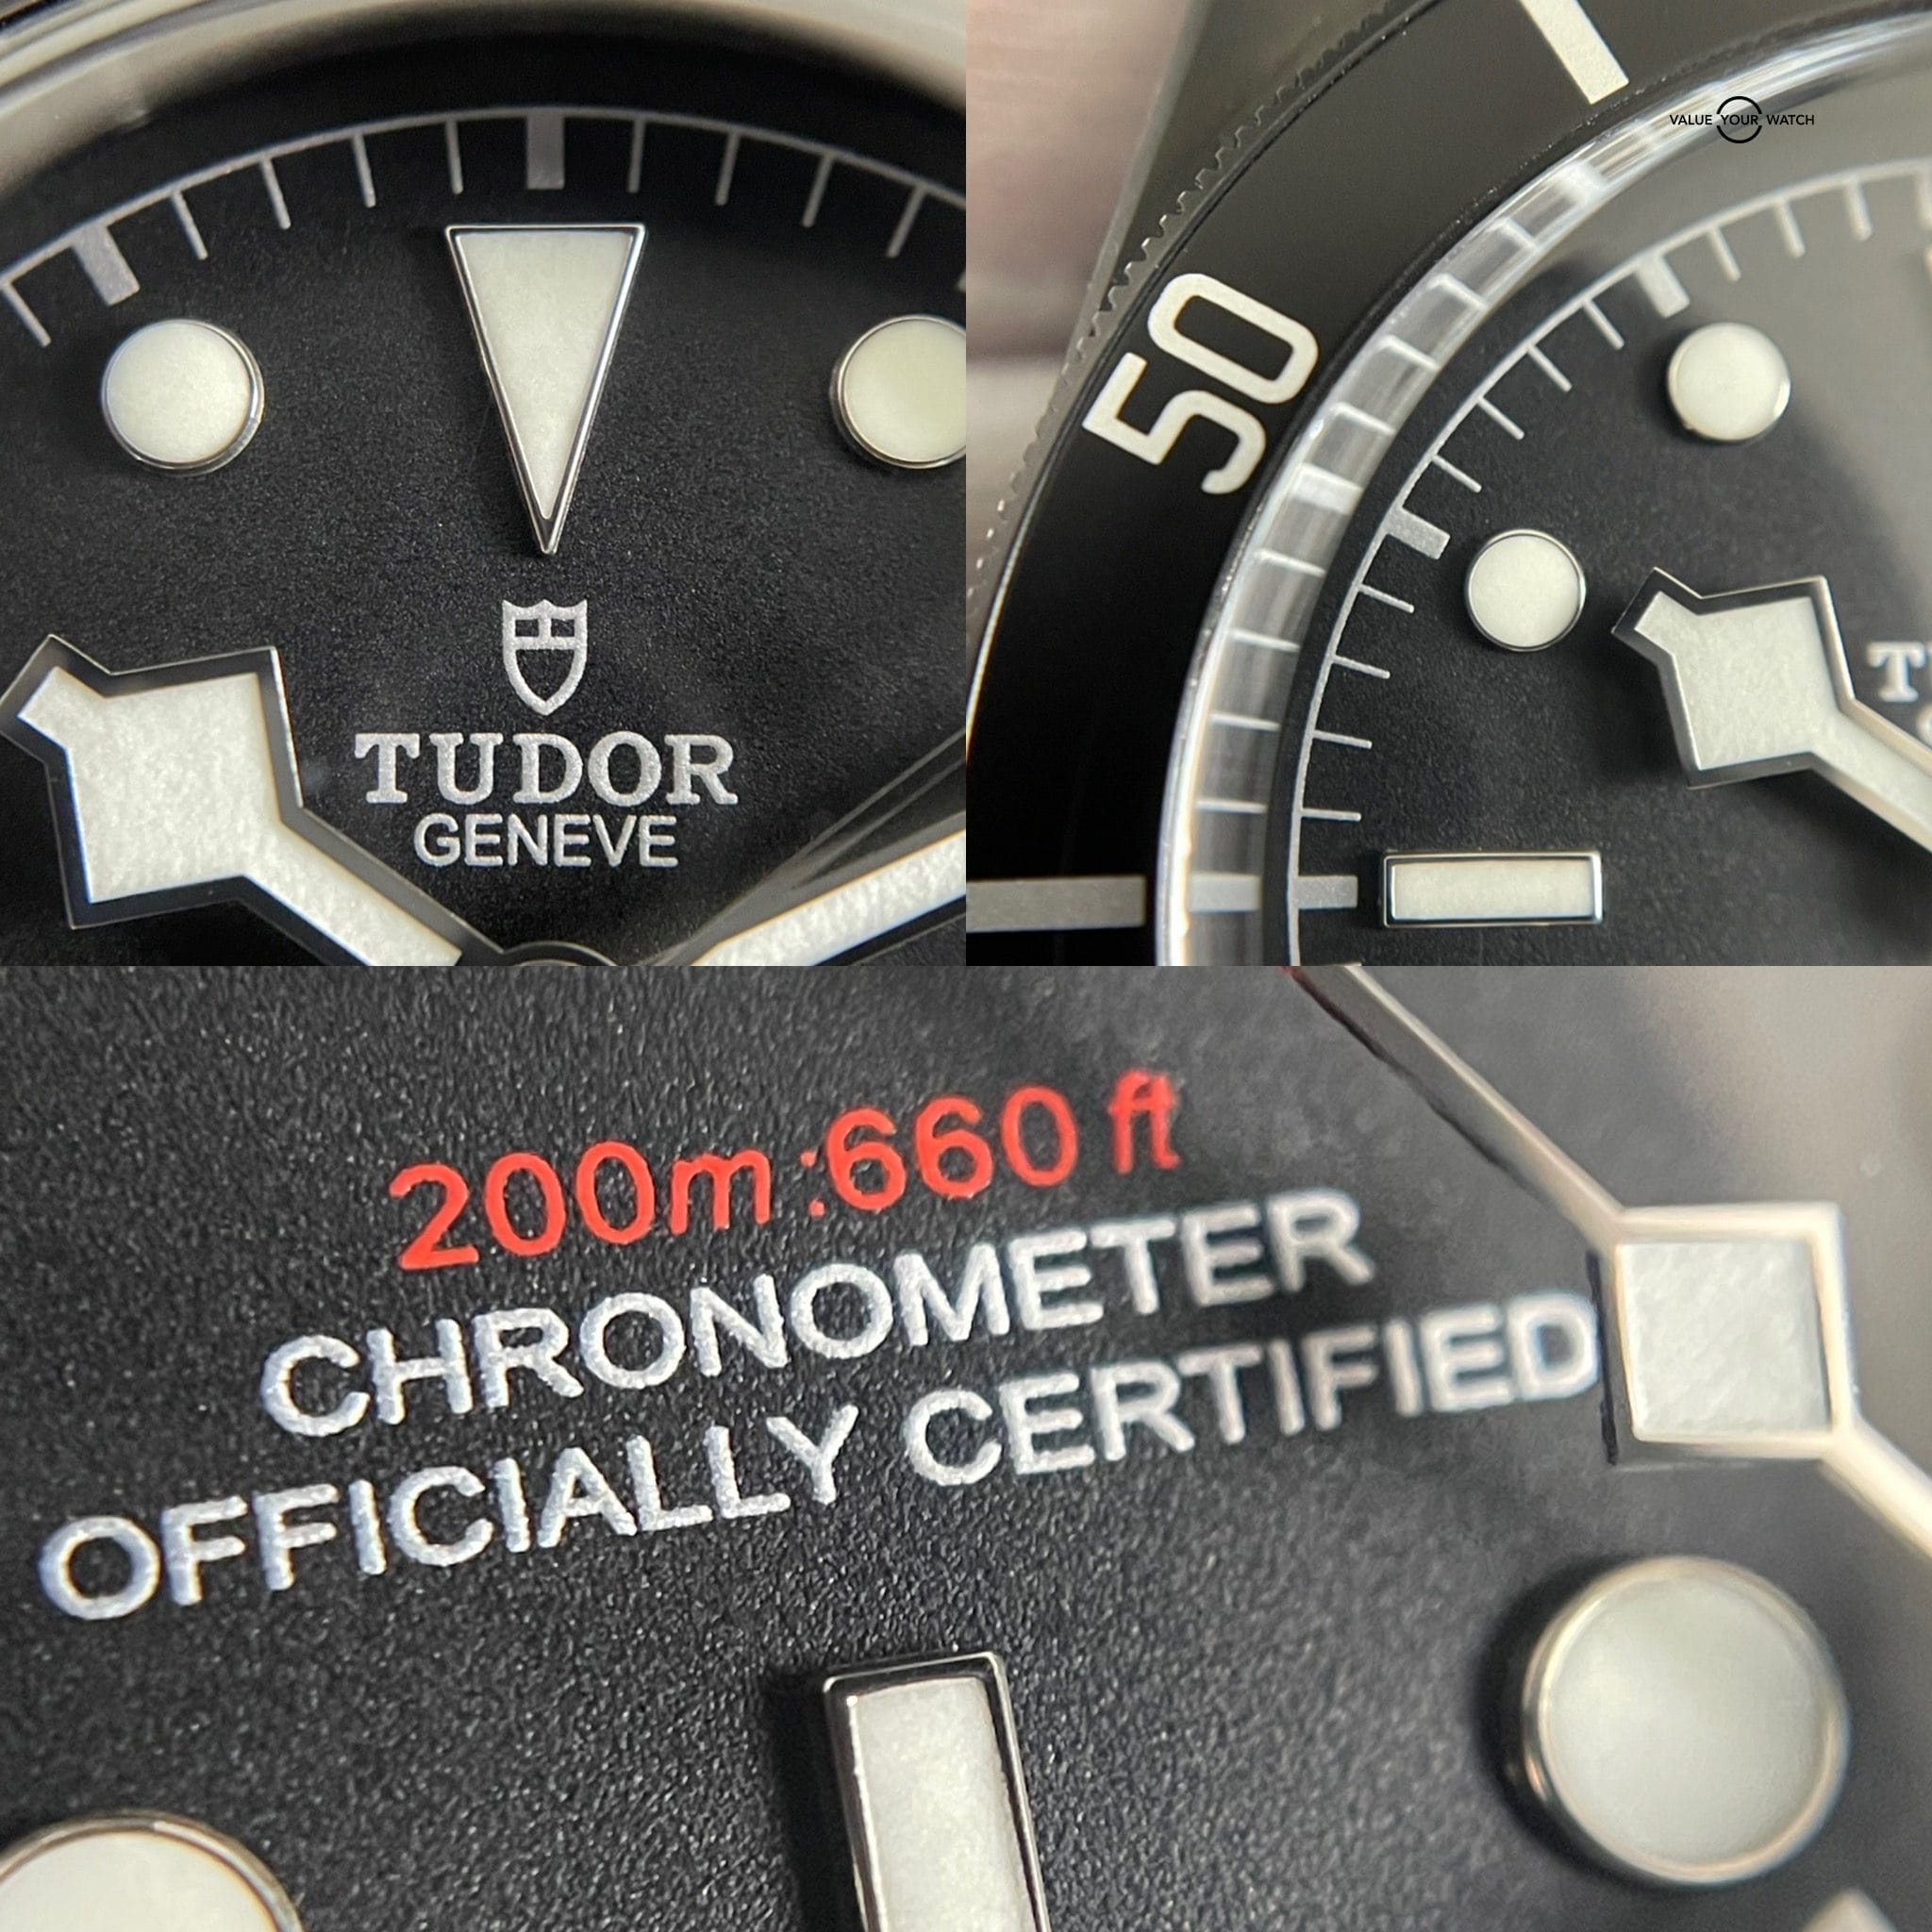 TUDOR
GENEVE
VALUE YOUR WATCH
50
T
200m:660 ft
CHRONOMETER
OFFICIALLY CERTIFIED